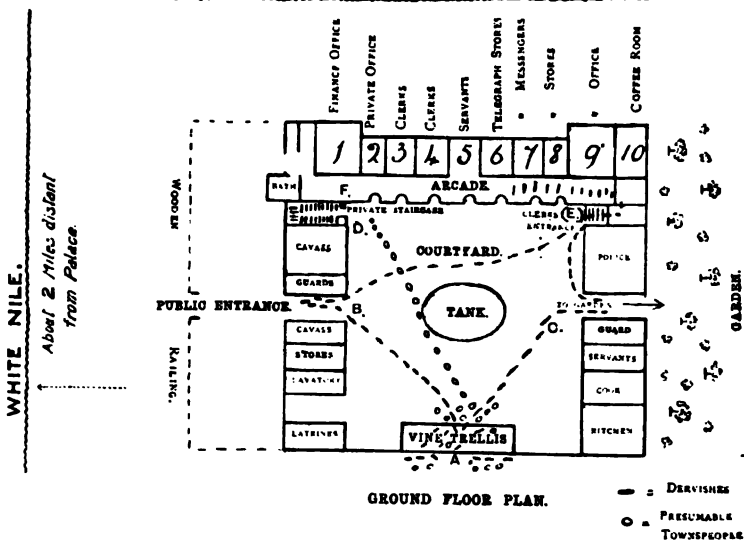 FINANCE OFFICE
PRIVATE OFFICE
CLERKS
CLERKS
SERVANTS
TELEGRAPH STORES
" MESSENGERS
" STORES
" OFFICE
COFFEE ROOM
1 2 3 4 5 6 7 8 9 10
BATH
F.
ARCADE.
PRIVATE STAIRCASE
CLERKS
ENTRANCE
(E.)
D.
WOODEN
RAILING.
CAVASS
GUARDS
COURTYARD.
POLICE
PUBLIC ENTRANCE.
B.
TANK.
C.
TO GARDEN
GARDEN.
CAVASS
STORES
LAVATORY
LATRINES
GUARD
SERVANTS
COOK
KITCHEN
VINE TRELLIS
A
WHITE NILE.
About 2 Miles distant
from Palace.
GROUND FLOOR PLAN.
= DERVISHES
= PRESUMABLE
TOWNSPEOPLE